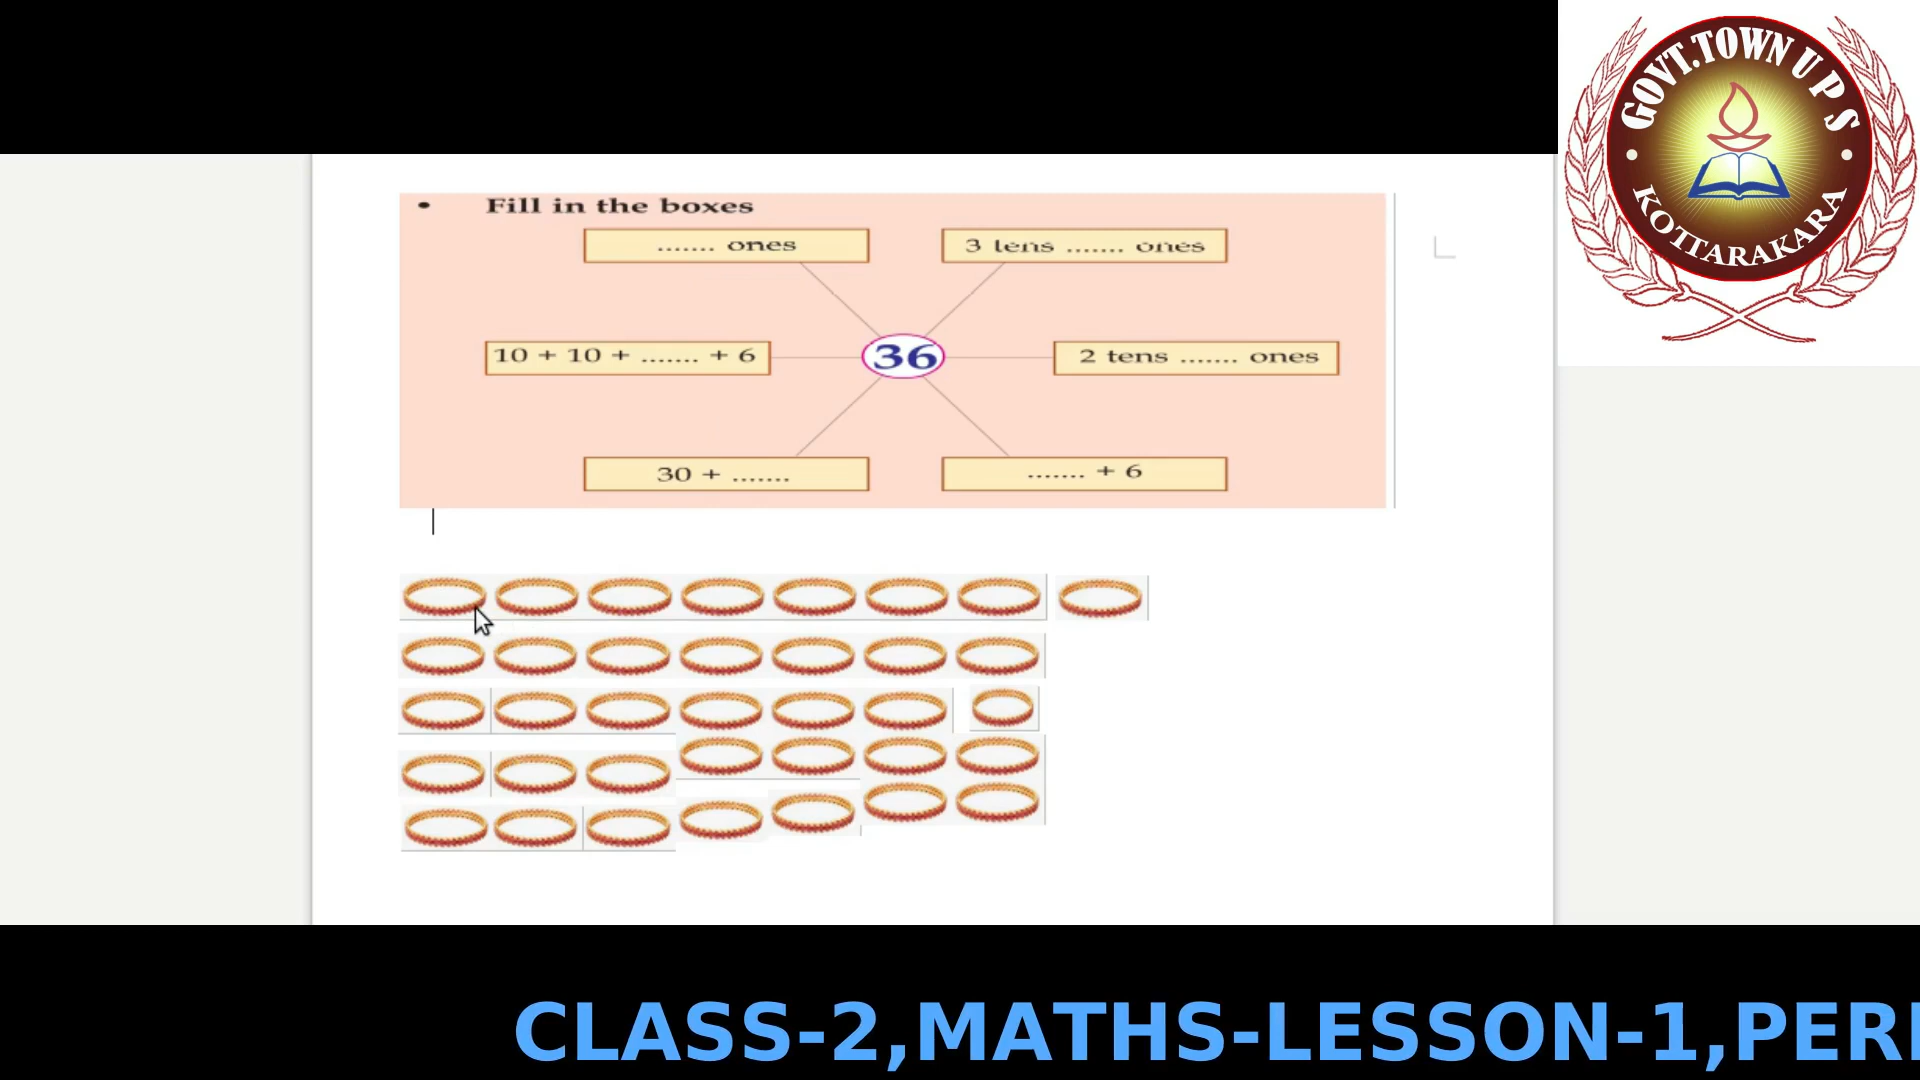 GOVT.TOWN U P S
KOTTARAKARA
• Fill in the boxes
....... ones
3 tens ....... ones
10 + 10 + ....... + 6
36
2 tens ....... ones
30 + .......
....... + 6
CLASS-2,MATHS-LESSON-1,PERI